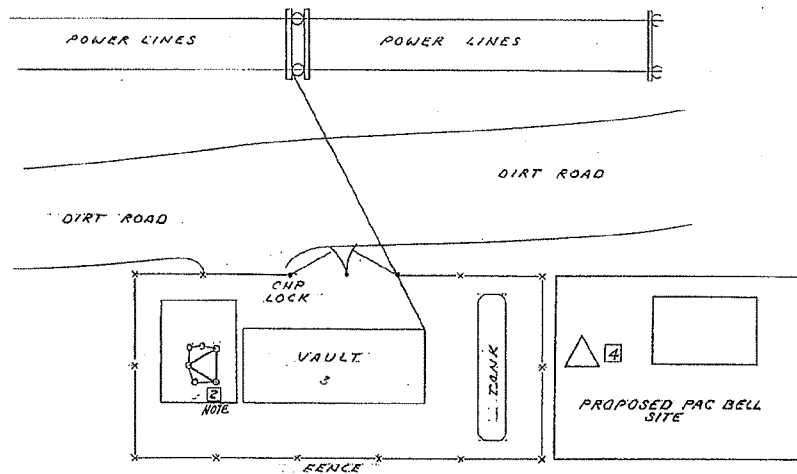 POWER LINES
POWER LINES
DIRT ROAD
DIRT ROAD
CHP
LOCK
VAULT
3
TANK
4
2
NOTE
PROPOSED PAC BELL
SITE
FENCE